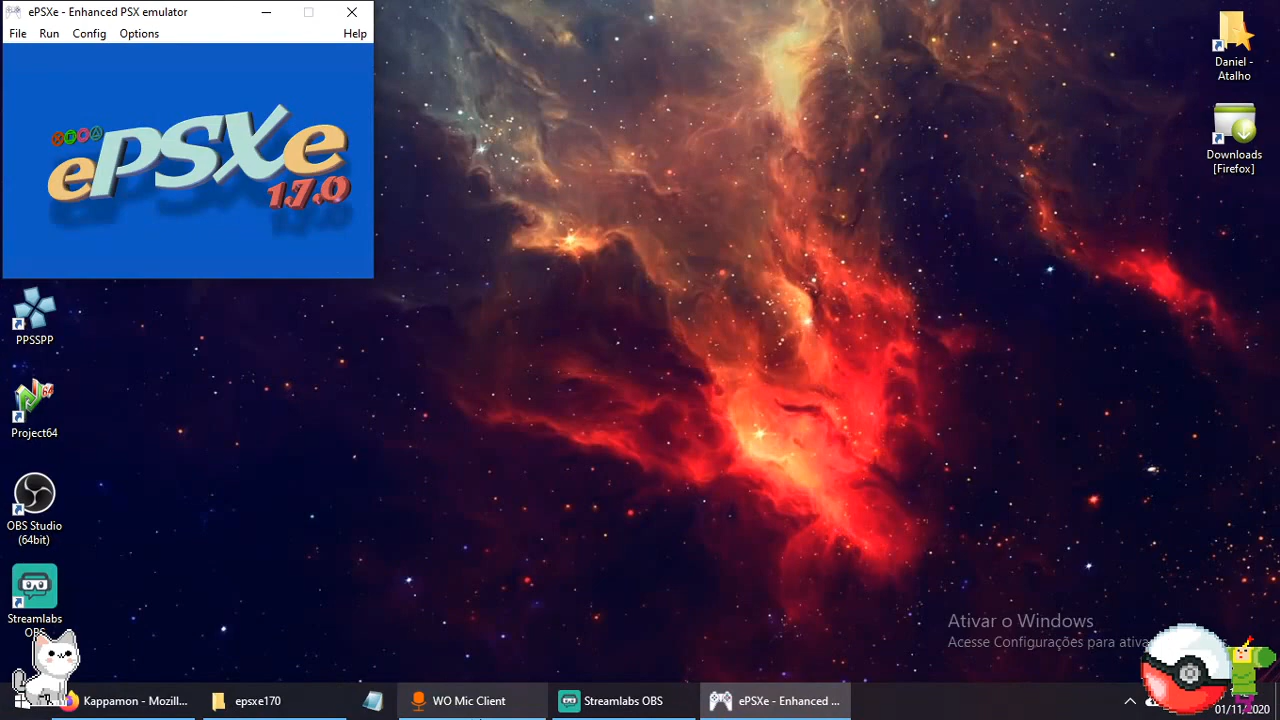 ePSXe - Enhanced PSX emulator
File Run Config Options Help
ePSXe
1.7.0
PPSSPP
Project64
OBS Studio
(64bit)
Streamlabs
OBS
Daniel -
Atalho
Downloads
[Firefox]
Ativar o Windows
Acesse Configurações para
Kappamon - Mozill...
epsxe170
WO Mic Client
Streamlabs OBS
ePSXe - Enhanced ...
01/11/2020